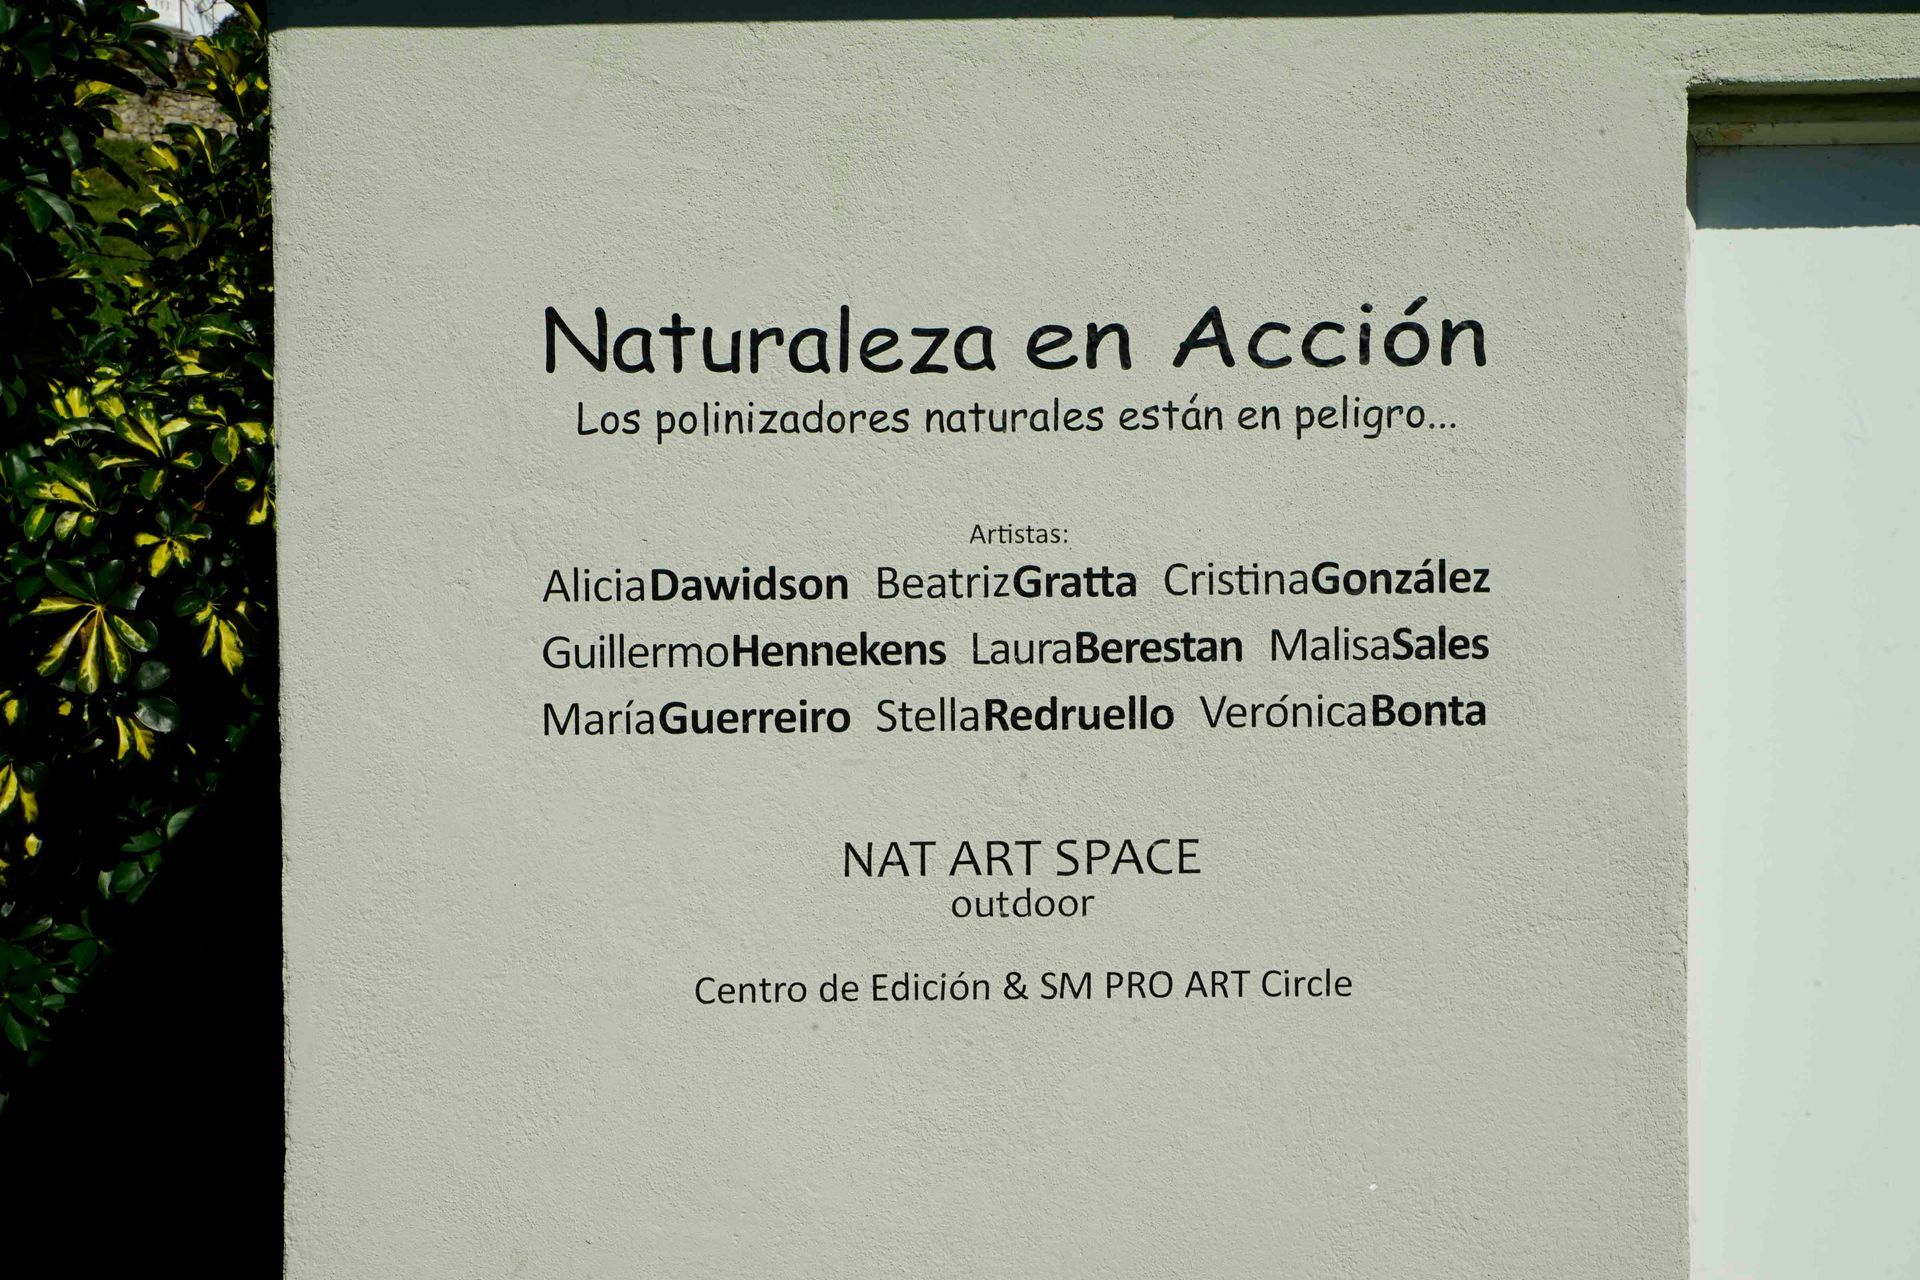 Naturaleza en Acción
Los polinizadores naturales están en peligro...
Artistas:
AliciaDawidson BeatrizGratta CristinaGonzález
GuillermoHennekens LauraBerestan MalisaSales
MaríaGuerreiro StellaRedruello VerónicaBonta
NAT ART SPACE
outdoor
Centro de Edición & SM PRO ART Circle